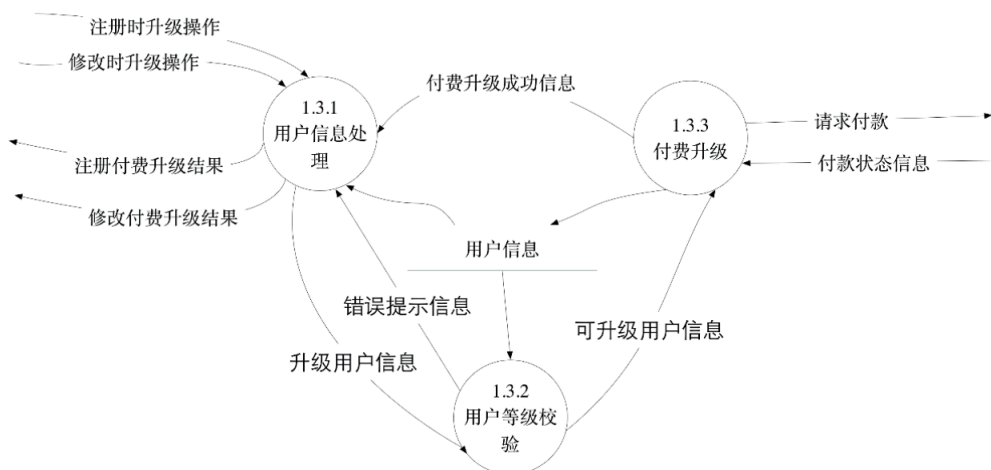 注册时升级操作
修改时升级操作
付费升级成功信息
1.3.1
用户信息处
理
1.3.3
付费升级
请求付款
付款状态信息
注册付费升级结果
修改付费升级结果
用户信息
错误提示信息
可升级用户信息
升级用户信息
1.3.2
用户等级校
验